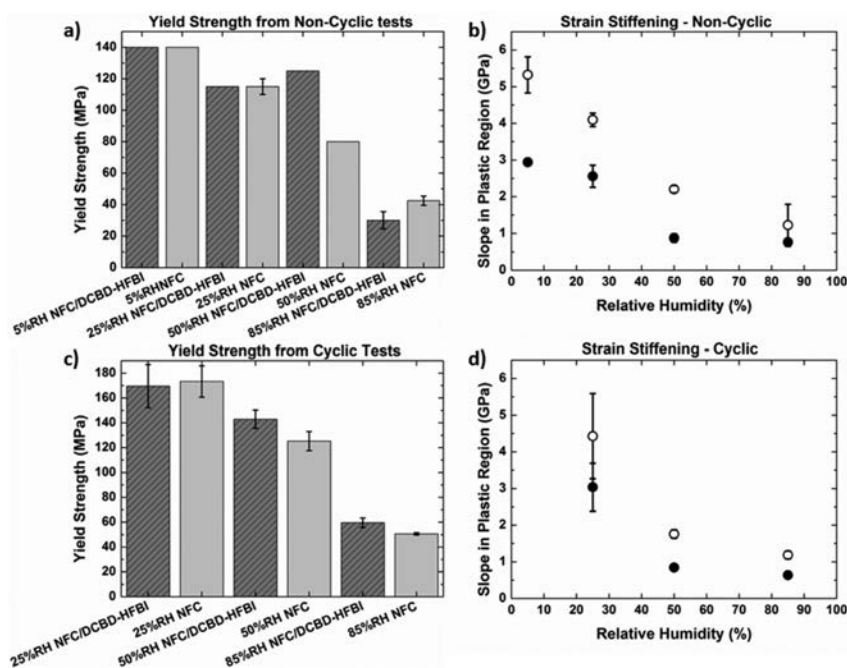 a)
Yield Strength from Non-Cyclic tests
Yield Strength (MPa)
140
120
100
80
60
40
20
0
5%RH NFC/DCBD-HFBI
5%RHNFC
25%RH NFC/DCBD-HFBI
25%RH NFC
50%RH NFC/DCBD-HFBI
50%RH NFC
85%RH NFC/DCBD-HFBI
85%RH NFC
b)
Strain Stiffening - Non-Cyclic
Slope in Plastic Region (GPa)
6
5
4
3
2
1
0
0 10 20 30 40 50 60 70 80 90 100
Relative Humidity (%)
c)
Yield Strength from Cyclic Tests
Yield Strength (MPa)
180
160
140
120
100
80
60
40
20
0
25%RH NFC/DCBD-HFBI
25%RH NFC
50%RH NFC/DCBD-HFBI
50%RH NFC
85%RH NFC/DCBD-HFBI
85%RH NFC
d)
Strain Stiffening - Cyclic
Slope in Plastic Region (GPa)
6
5
4
3
2
1
0
0 10 20 30 40 50 60 70 80 90 100
Relative Humidity (%)